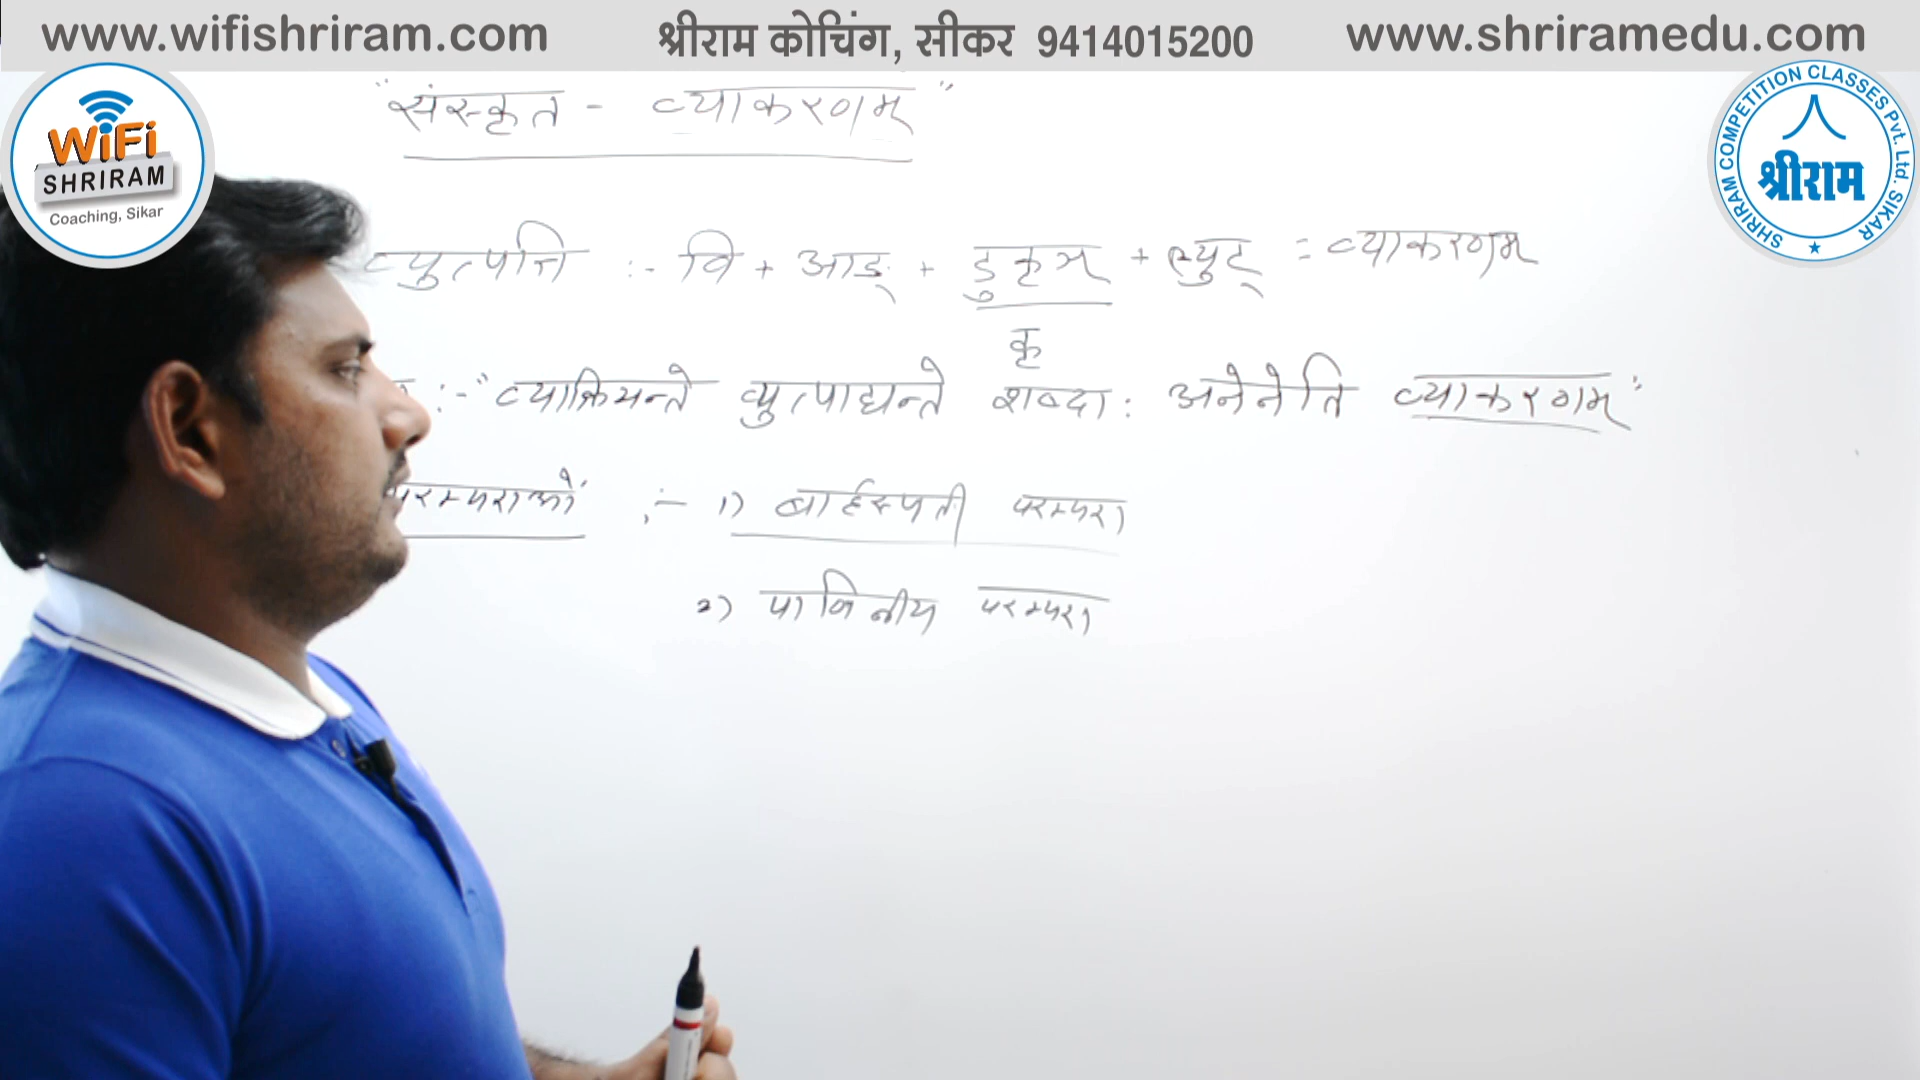 www.wifishriram.com श्रीराम कोचिंग, सीकर 9414015200 www.shriramedu.com
WiFi
SHRIRAM
Coaching, Sikar
SHRIRAM COMPETITION CLASSES Pvt. Ltd. SIKAR
श्रीराम
"संस्कृत - व्याकरणम्"
व्युत्पत्ति :- वि + आङ् + डुकृञ् + ल्युट् = व्याकरणम्
कृ
:- "व्याक्रियन्ते व्युत्पाद्यन्ते शब्दा: अनेनेति व्याकरणम्"
परम्पराओं :- 1) बार्हस्पती परम्परा
2) पाणिनीय परम्परा